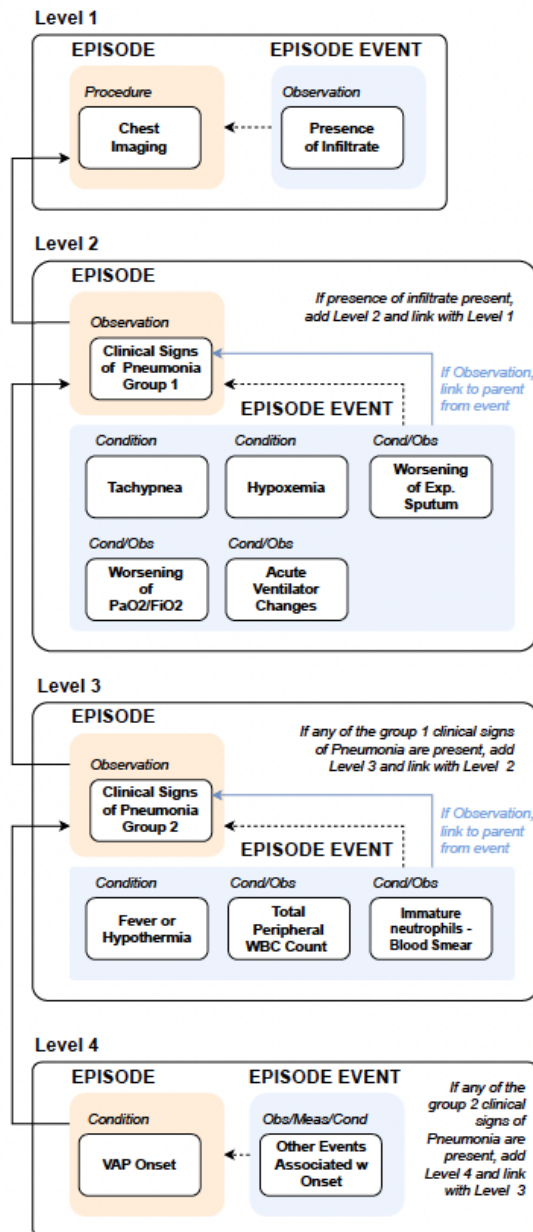 Level 1
EPISODE
EPISODE EVENT
Procedure
Observation
Chest
Imaging
Presence
of Infiltrate
Level 2
EPISODE
If presence of infiltrate present,
add Level 2 and link with Level 1
Observation
Clinical Signs
of Pneumonia
Group 1
If Observation,
link to parent
from event
EPISODE EVENT
Condition
Condition
Cond/Obs
Tachypnea
Hypoxemia
Worsening
of Exp.
Sputum
Cond/Obs
Cond/Obs
Worsening
of
PaO2/FiO2
Acute
Ventilator
Changes
Level 3
EPISODE
If any of the group 1 clinical signs
of Pneumonia are present, add
Level 3 and link with Level 2
Observation
Clinical Signs
of Pneumonia
Group 2
If Observation,
link to parent
from event
EPISODE EVENT
Condition
Cond/Obs
Cond/Obs
Fever or
Hypothermia
Total
Peripheral
WBC Count
Immature
neutrophils -
Blood Smear
Level 4
EPISODE
EPISODE EVENT
If any of the
group 2 clinical
signs of
Pneumonia are
present, add
Level 4 and link
with Level 3
Condition
Obs/Meas/Cond
VAP Onset
Other Events
Associated w
Onset